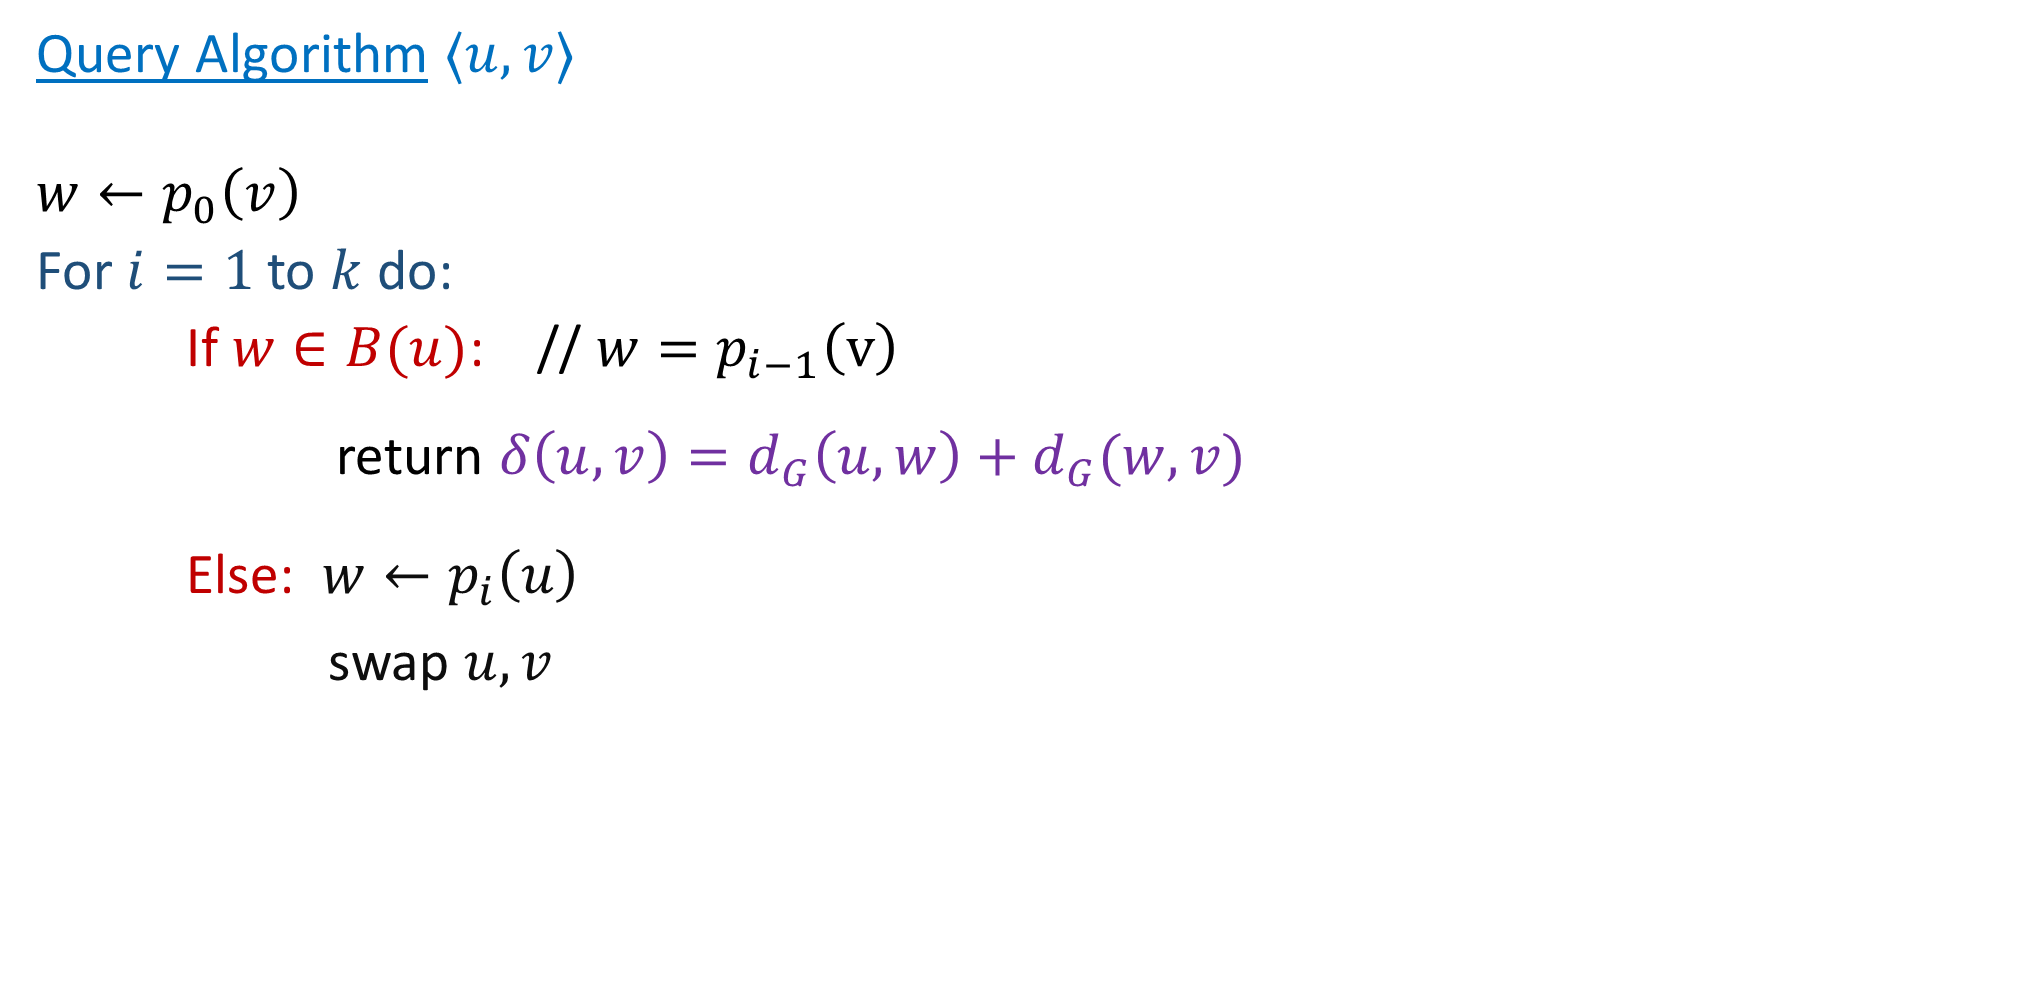 Query Algorithm ⟨𝑢, 𝑣⟩
𝑤 ← 𝑝₀(𝑣)
For 𝑖 = 1 to 𝑘 do:
If 𝑤 ∈ 𝐵(𝑢): // 𝑤 = 𝑝ᵢ₋₁(v)
return 𝛿(𝑢, 𝑣) = 𝑑_𝐺(𝑢, 𝑤) + 𝑑_𝐺(𝑤, 𝑣)
Else: 𝑤 ← 𝑝ᵢ(𝑢)
swap 𝑢, 𝑣